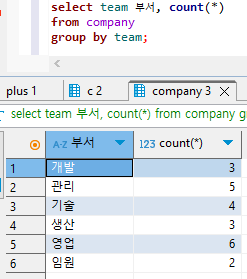 select team 부서, count(*)
from company
group by team;
plus 1 c 2 company 3
select team 부서, count(*) from company g
A-Z 부서 123 count(*)
1 개발 3
2 관리 5
3 기술 4
4 생산 3
5 영업 6
6 임원 2